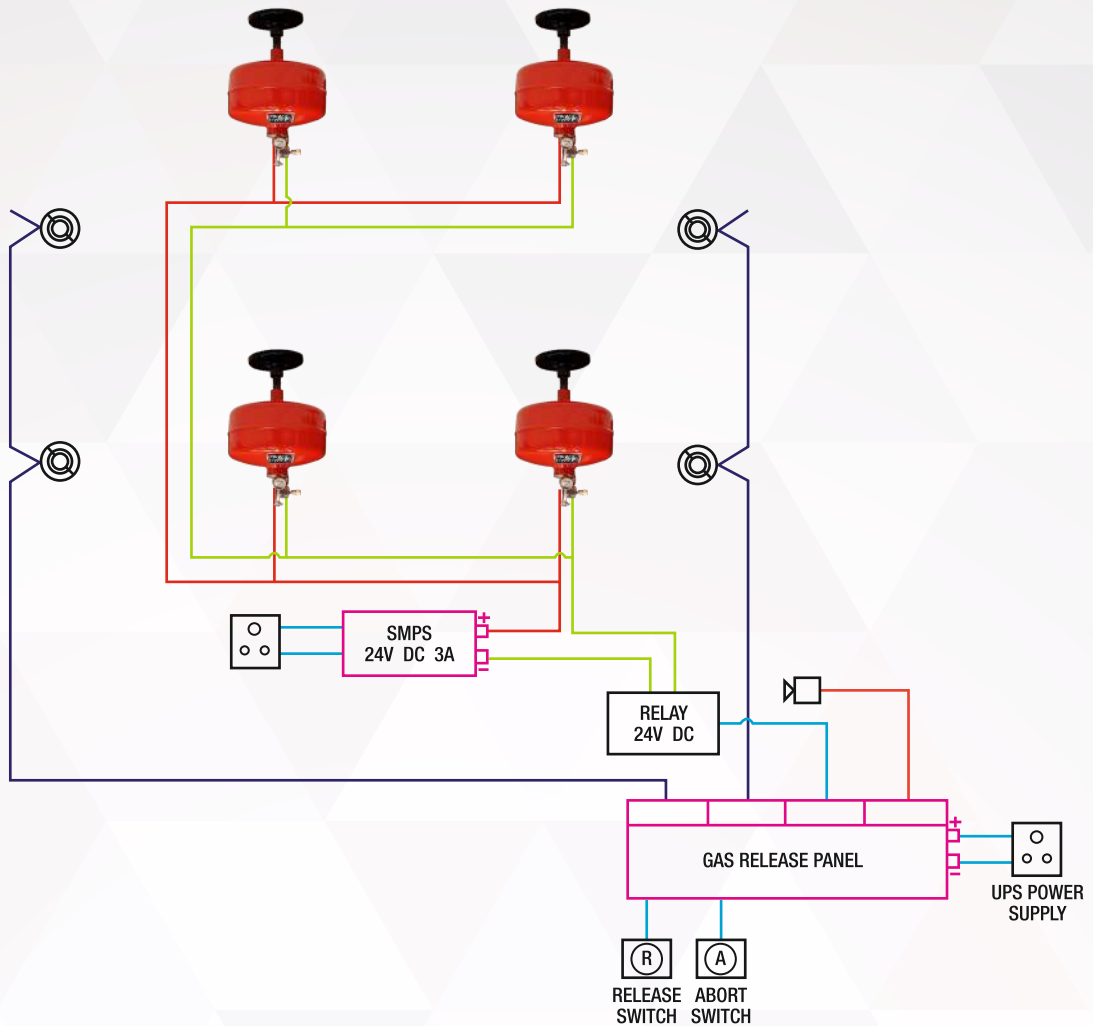 SMPS
24V DC 3A
+
–
RELAY
24V DC
GAS RELEASE PANEL
+
–
UPS POWER
SUPPLY
R
A
RELEASE
SWITCH
ABORT
SWITCH